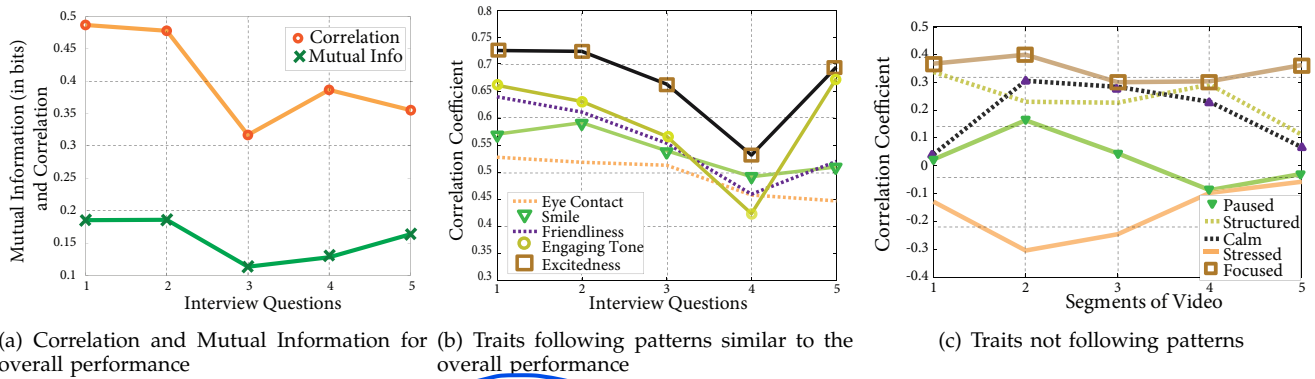 0.5
0.45
0.4
0.35
0.3
0.25
0.2
0.15
0.1
Mutual Information (in bits)
and Correlation
Correlation
Mutual Info
1 2 3 4 5
Interview Questions
(a) Correlation and Mutual Information for
overall performance
0.8
0.7
0.6
0.5
0.4
0.3
0.75
0.65
0.55
0.45
0.35
Correlation Coefficient
Eye Contact
Smile
Friendliness
Engaging Tone
Excitedness
1 2 3 4 5
Interview Questions
(b) Traits following patterns similar to the
overall performance
0.5
0.4
0.3
0.2
0.1
0
-0.1
-0.2
-0.3
-0.4
Correlation Coefficient
Paused
Structured
Calm
Stressed
Focused
1 2 3 4 5
Segments of Video
(c) Traits not following patterns